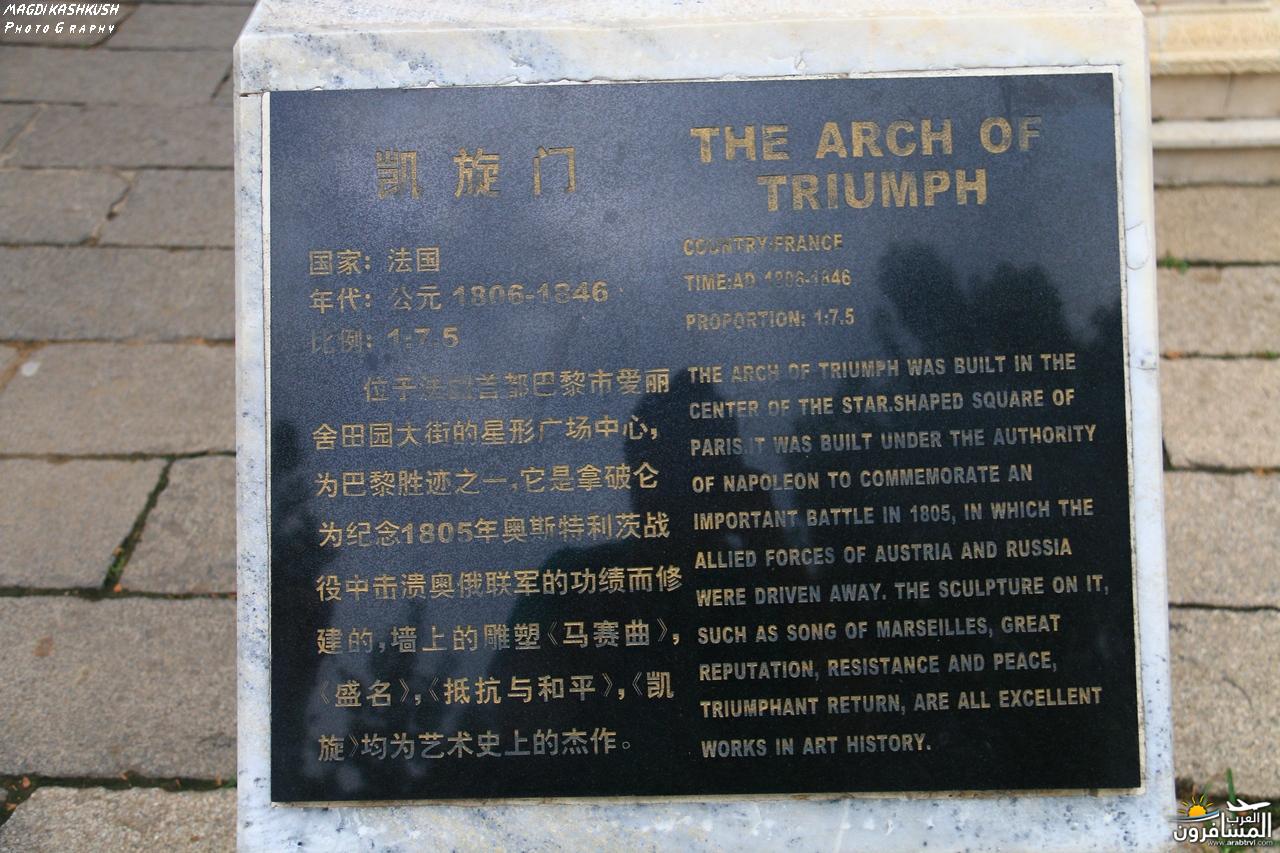 MAGDI KASHKUSH
PHOTOGRAPHY
凯旋门
国家：法国
年代：公元 1806-1846
比例：1:7.5
位于法国首都巴黎市爱丽
舍田园大街的星形广场中心，
为巴黎胜迹之一，它是拿破仑
为纪念1805年奥斯特利茨战
役中击溃奥俄联军的功绩而修
建的，墙上的雕塑《马赛曲》，
《盛名》，《抵抗与和平》，《凯
旋》均为艺术史上的杰作。
THE ARCH OF
TRIUMPH
COUNTRY:FRANCE
TIME:AD 1806-1846
PROPORTION: 1:7.5
THE ARCH OF TRIUMPH WAS BUILT IN THE
CENTER OF THE STAR.SHAPED SQUARE OF
PARIS.IT WAS BUILT UNDER THE AUTHORITY
OF NAPOLEON TO COMMEMORATE AN
IMPORTANT BATTLE IN 1805, IN WHICH THE
ALLIED FORCES OF AUSTRIA AND RUSSIA
WERE DRIVEN AWAY. THE SCULPTURE ON IT,
SUCH AS SONG OF MARSEILLES, GREAT
REPUTATION, RESISTANCE AND PEACE,
TRIUMPHANT RETURN, ARE ALL EXCELLENT
WORKS IN ART HISTORY.
العرب
المسافرون
www.arabtrvl.com